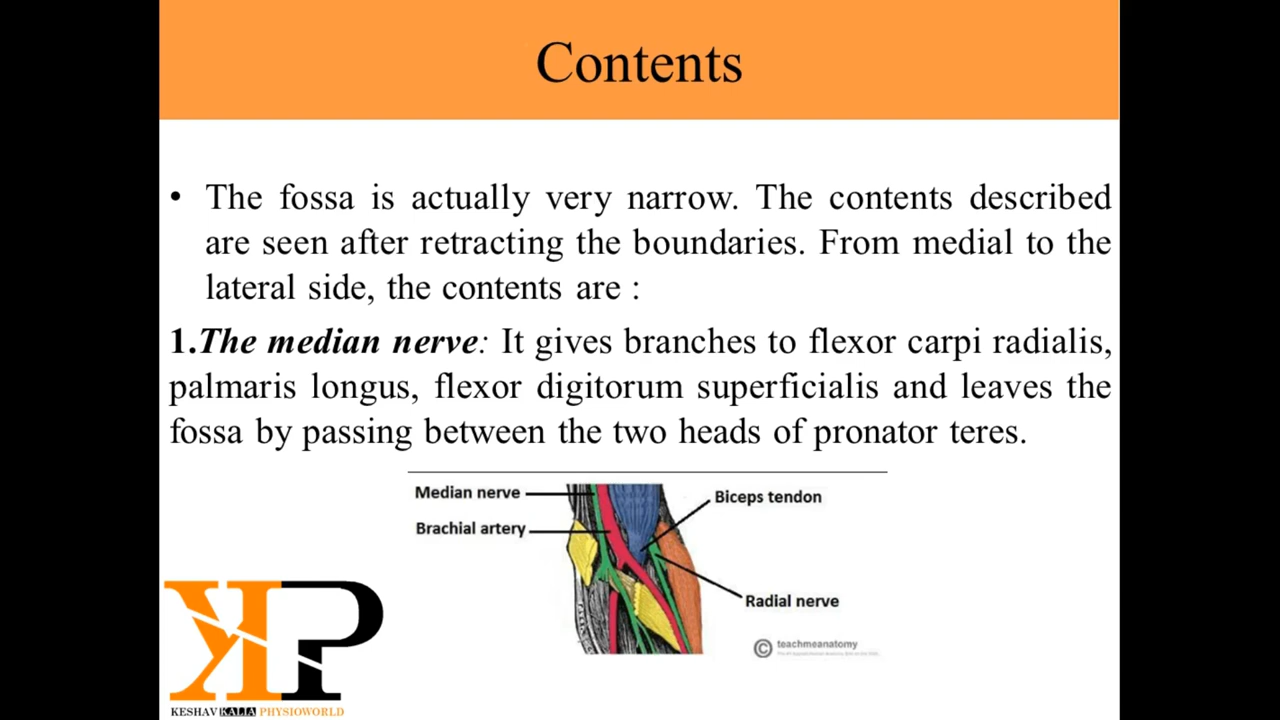 Contents
• The fossa is actually very narrow. The contents described
are seen after retracting the boundaries. From medial to the
lateral side, the contents are :
1.The median nerve: It gives branches to flexor carpi radialis,
palmaris longus, flexor digitorum superficialis and leaves the
fossa by passing between the two heads of pronator teres.
Median nerve
Biceps tendon
Brachial artery
Radial nerve
© teachmeanatomy
KP
KESHAV KALIA PHYSIOWORLD